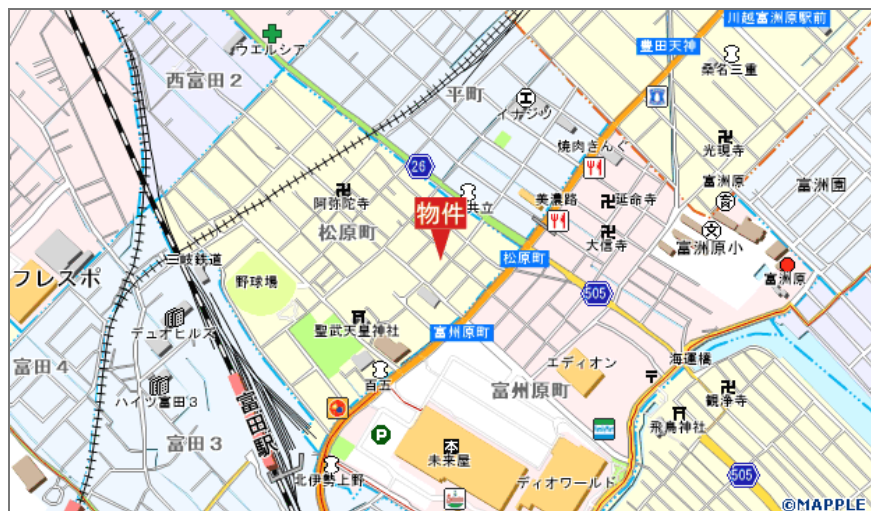 川越富洲原駅前
ウエルシア
豊田天神
桑名三重
西富田2
平町
イナジツ
焼肉きんぐ
光現寺
26
富洲原
阿弥陀寺
共立
美濃路
延命寺
富洲園
物件
松原町
大信寺
富洲原小
三岐鉄道
松原町
フレスポ
野球場
505
富洲原
デュオヒルズ
聖武天皇神社
富州原町
富田4
エディオン
海運橋
百五
ハイツ富田3
富州原町
観浄寺
富田駅
飛鳥神社
富田3
P
本
未来屋
505
北伊勢上野
ディオワールド
©MAPPLE